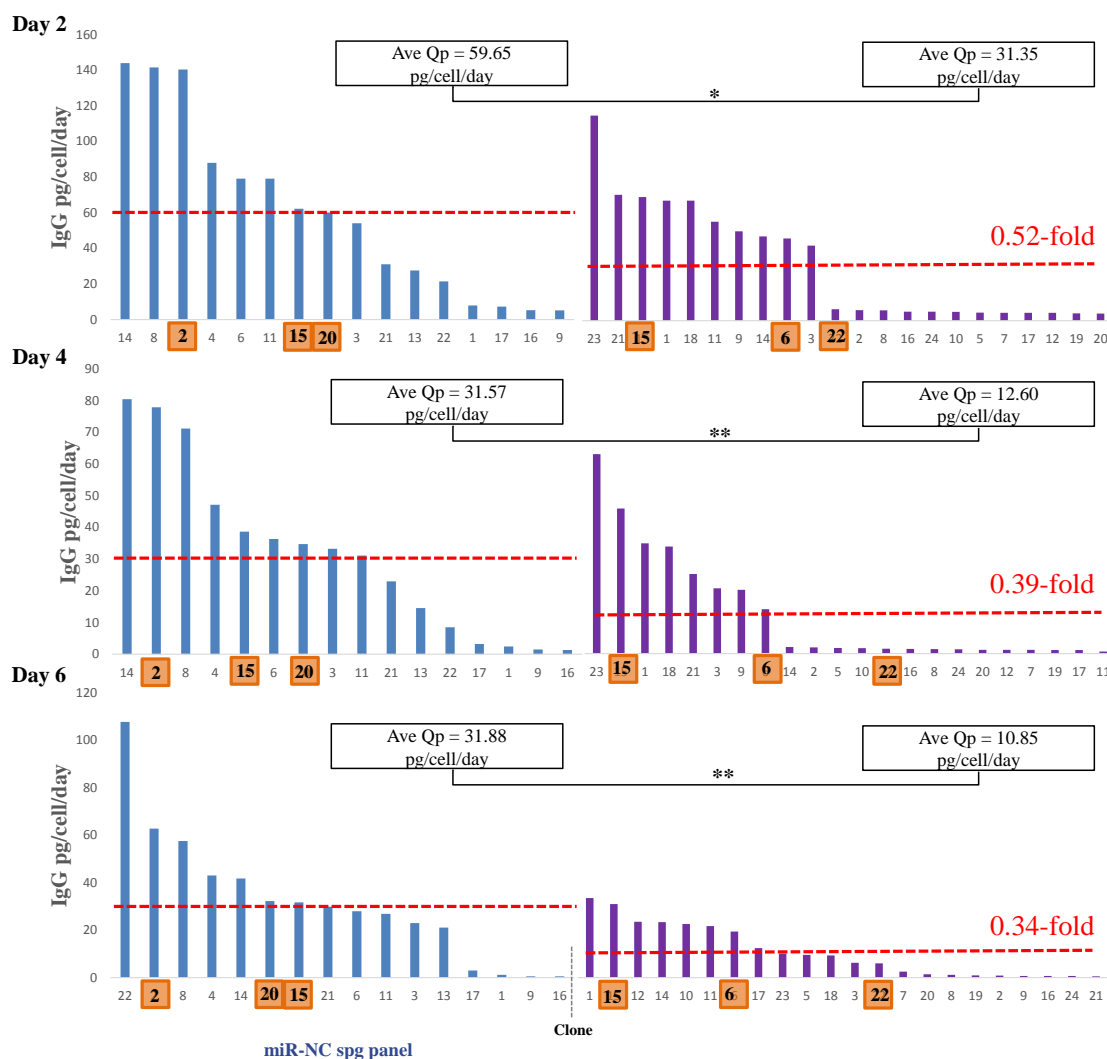 Day 2
160
140
120
100
80
60
40
20
0
IgG pg/cell/day
Ave Qp = 59.65
pg/cell/day
*
Ave Qp = 31.35
pg/cell/day
0.52-fold
14 8 2 4 6 11 15 20 3 21 13 22 1 17 16 9
23 21 15 1 18 11 9 14 6 3 22 2 8 16 24 10 5 7 17 12 19 20
Day 4
90
80
70
60
50
40
30
20
10
0
IgG pg/cell/day
Ave Qp = 31.57
pg/cell/day
**
Ave Qp = 12.60
pg/cell/day
0.39-fold
14 2 8 4 15 6 20 3 11 21 13 22 17 1 9 16
23 15 1 18 21 3 9 6 14 2 5 10 22 16 8 24 20 12 7 19 17 11
Day 6
120
100
80
60
40
20
0
IgG pg/cell/day
Ave Qp = 31.88
pg/cell/day
**
Ave Qp = 10.85
pg/cell/day
0.34-fold
22 2 8 4 14 20 15 21 6 11 3 13 17 1 9 16
1 15 12 14 10 11 6 17 23 5 18 3 22 7 20 8 19 2 9 16 24 21
Clone
miR-NC spg panel